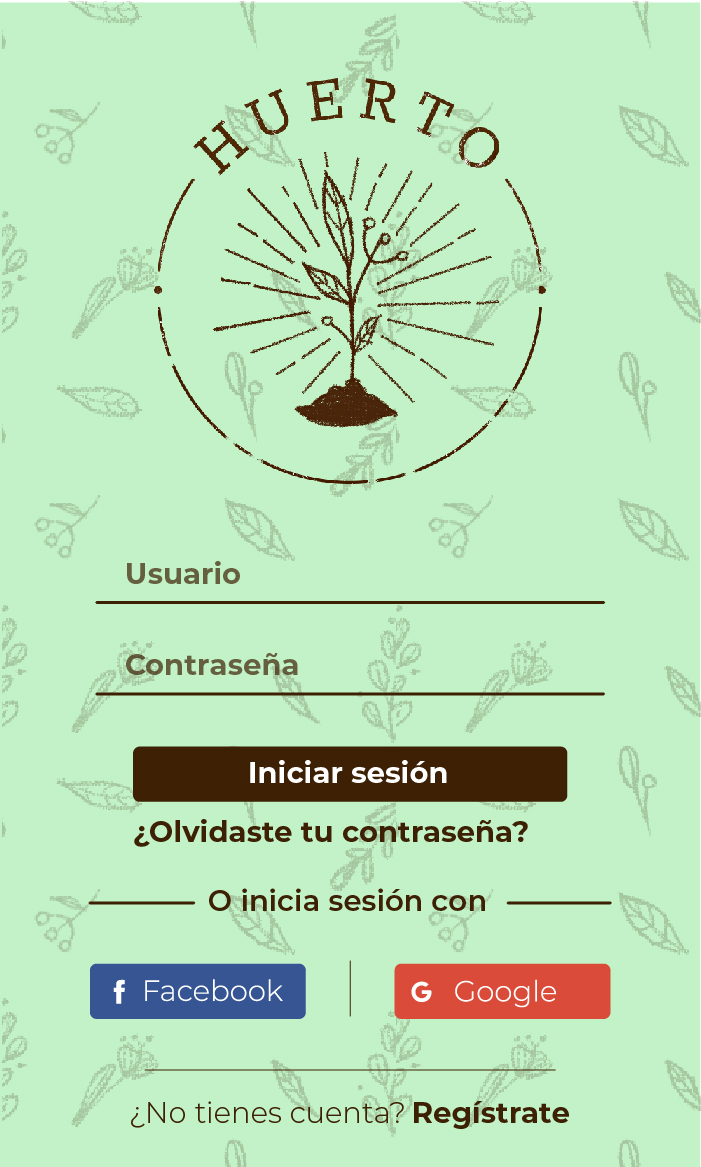 HUERTO
Usuario
Contraseña
Iniciar sesión
¿Olvidaste tu contraseña?
O inicia sesión con
f Facebook G Google
¿No tienes cuenta? Regístrate